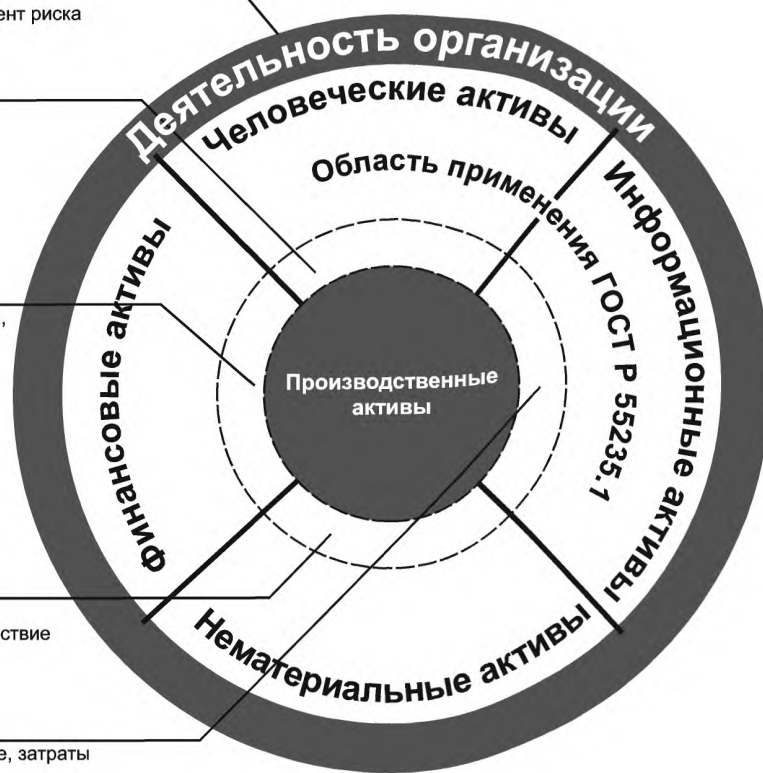 ент риска
Деятельность организации
Человеческие активы
Область применения ГОСТ Р 55235.1
Информационные активы
Финансовые активы
,
Производственные
активы
ствие
Нематериальные активы
е, затраты